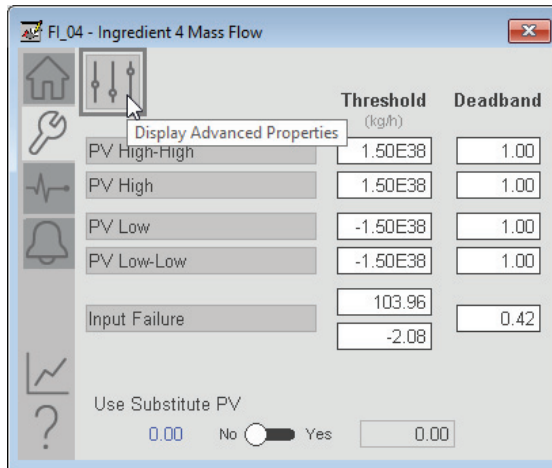 FI_04 - Ingredient 4 Mass Flow
Threshold Deadband
(kg/h)
Display Advanced Properties
PV High-High 1.50E38 1.00
PV High 1.50E38 1.00
PV Low -1.50E38 1.00
PV Low-Low -1.50E38 1.00
Input Failure 103.96 0.42
-2.08
Use Substitute PV
0.00 No Yes 0.00
?